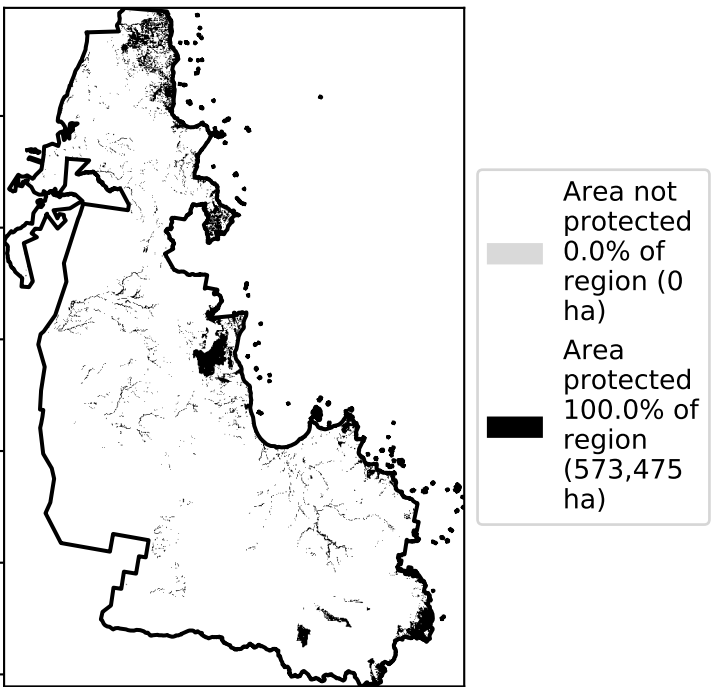 Area not
protected
0.0% of
region (0
ha)
Area
protected
100.0% of
region
(573,475
ha)